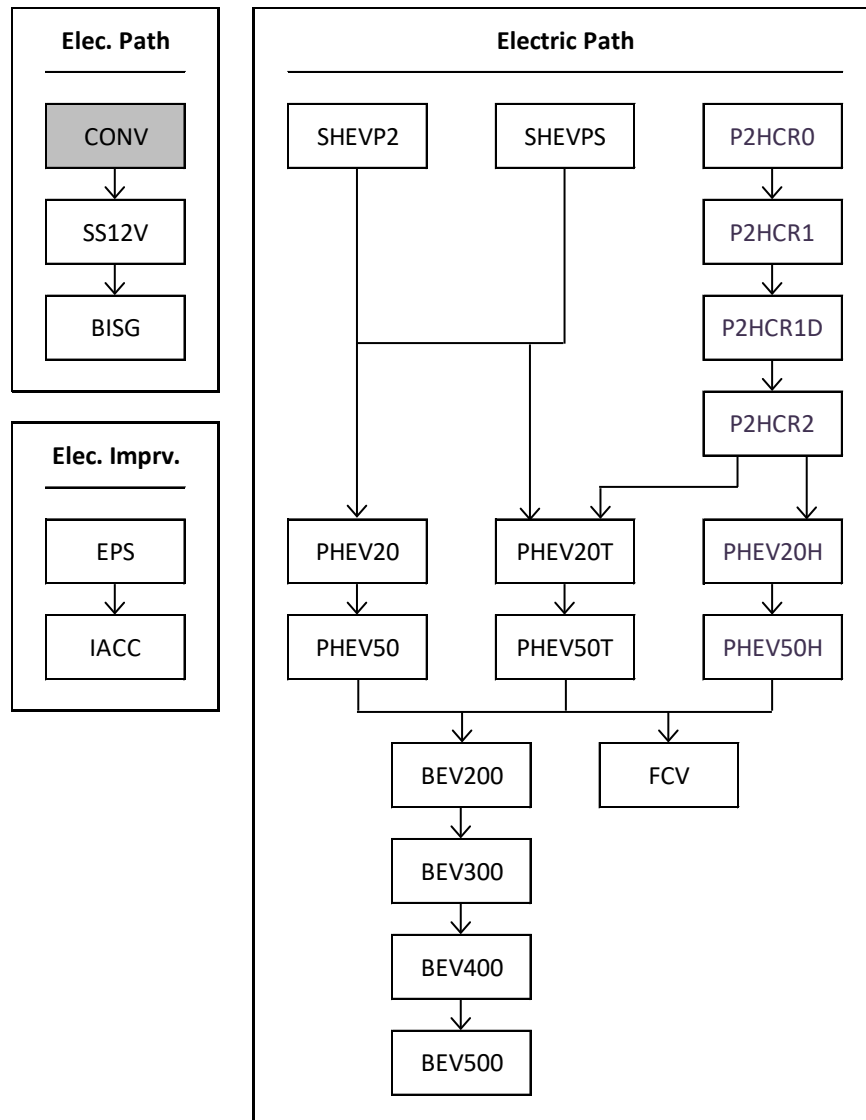 Elec. Path
CONV
SS12V
BISG
Elec. Imprv.
EPS
IACC
Electric Path
SHEVP2
SHEVPS
P2HCR0
P2HCR1
P2HCR1D
P2HCR2
PHEV20
PHEV20T
PHEV20H
PHEV50
PHEV50T
PHEV50H
BEV200
FCV
BEV300
BEV400
BEV500